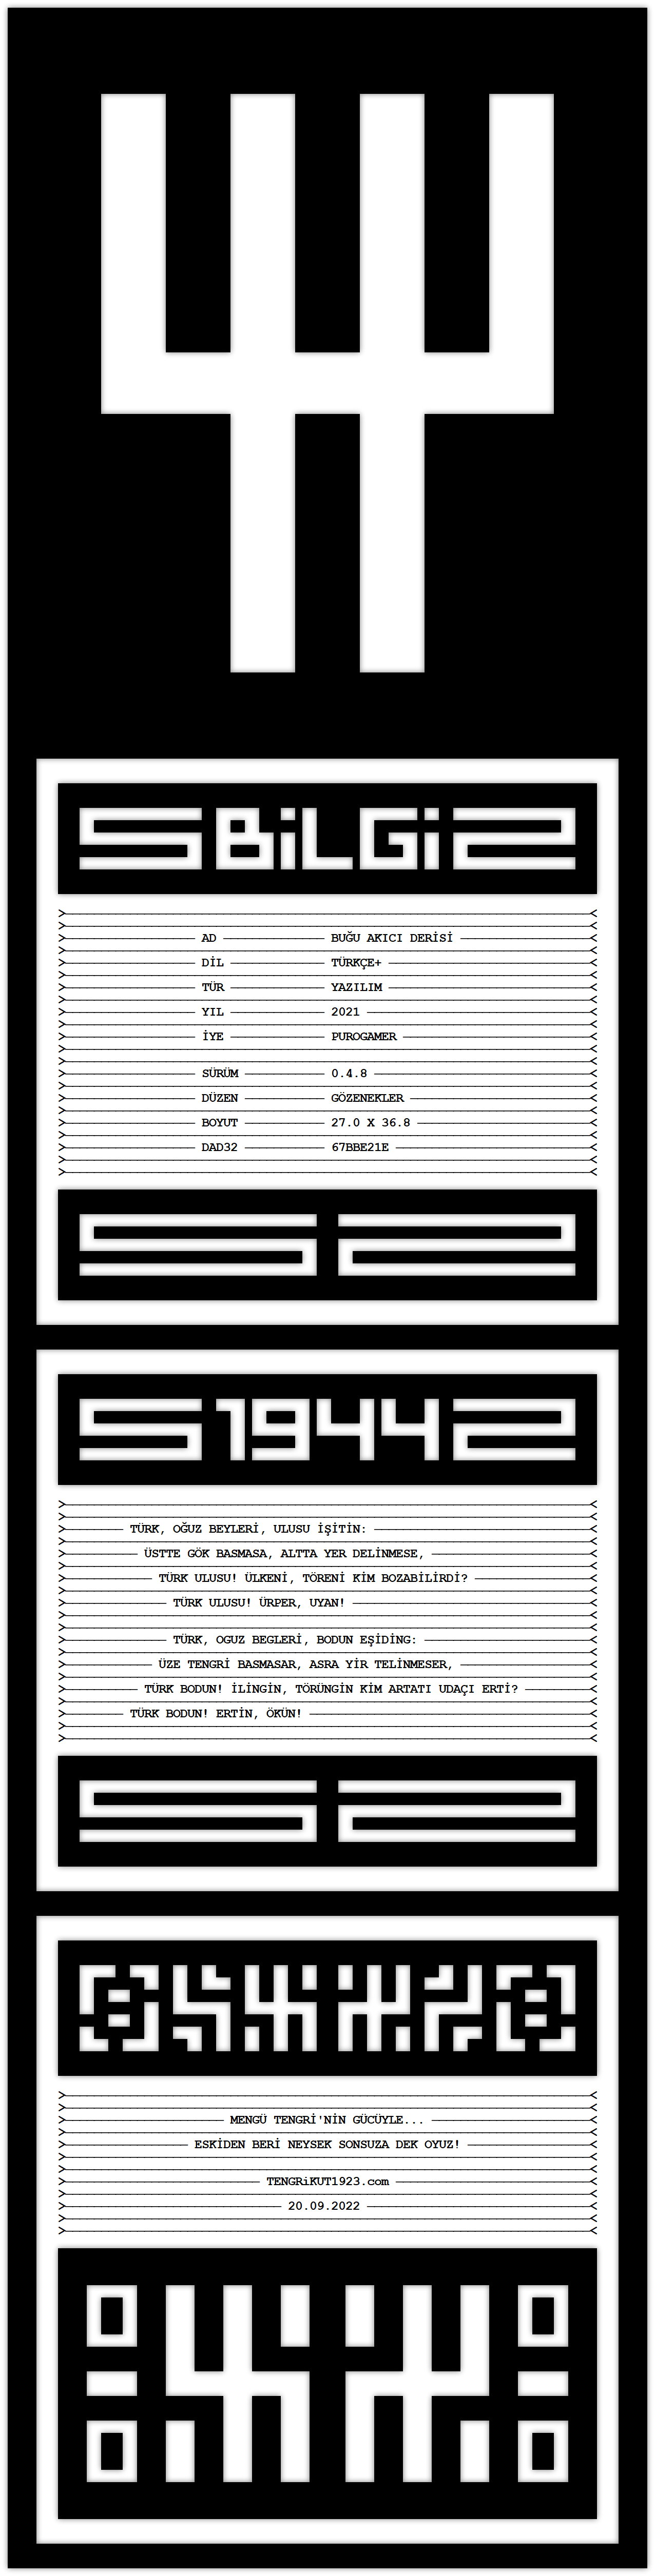 BİLGİ
AD BUĞU AKICI DERİSİ
DİL TÜRKÇE+
TÜR YAZILIM
YIL 2021
İYE PUROGAMER
SÜRÜM 0.4.8
DÜZEN GÖZENEKLER
BOYUT 27.0 X 36.8
DAD32 67BBE21E
1944
TÜRK, OĞUZ BEYLERİ, ULUSU İŞİTİN:
ÜSTTE GÖK BASMASA, ALTTA YER DELİNMESE,
TÜRK ULUSU! ÜLKENİ, TÖRENİ KİM BOZABİLİRDİ?
TÜRK ULUSU! ÜRPER, UYAN!
TÜRK, OGUZ BEGLERİ, BODUN EŞİDİNG:
ÜZE TENGRİ BASMASAR, ASRA YİR TELİNMESER,
TÜRK BODUN! İLİNGİN, TÖRÜNGİN KİM ARTATI UDAÇI ERTİ?
TÜRK BODUN! ERTİN, ÖKÜN!
MENGÜ TENGRİ'NİN GÜCÜYLE...
ESKİDEN BERİ NEYSEK SONSUZA DEK OYUZ!
TENGRiKUT1923.com
20.09.2022